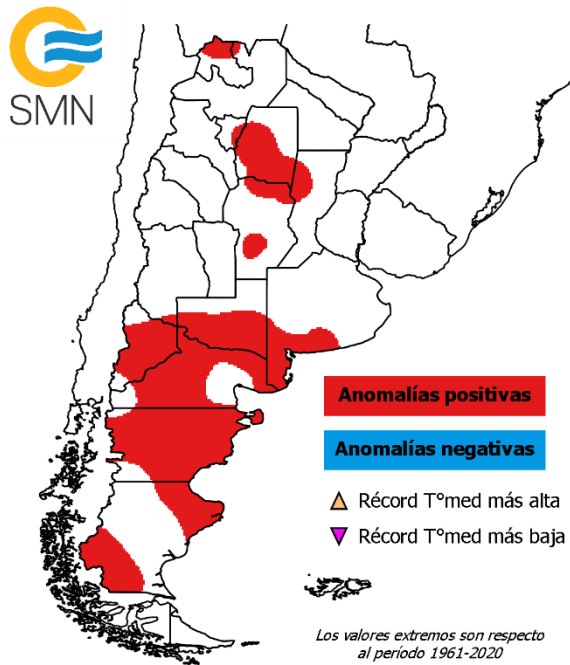 SMN
Anomalías positivas
Anomalías negativas
Récord T°med más alta
Récord T°med más baja
Los valores extremos son respecto
al período 1961-2020